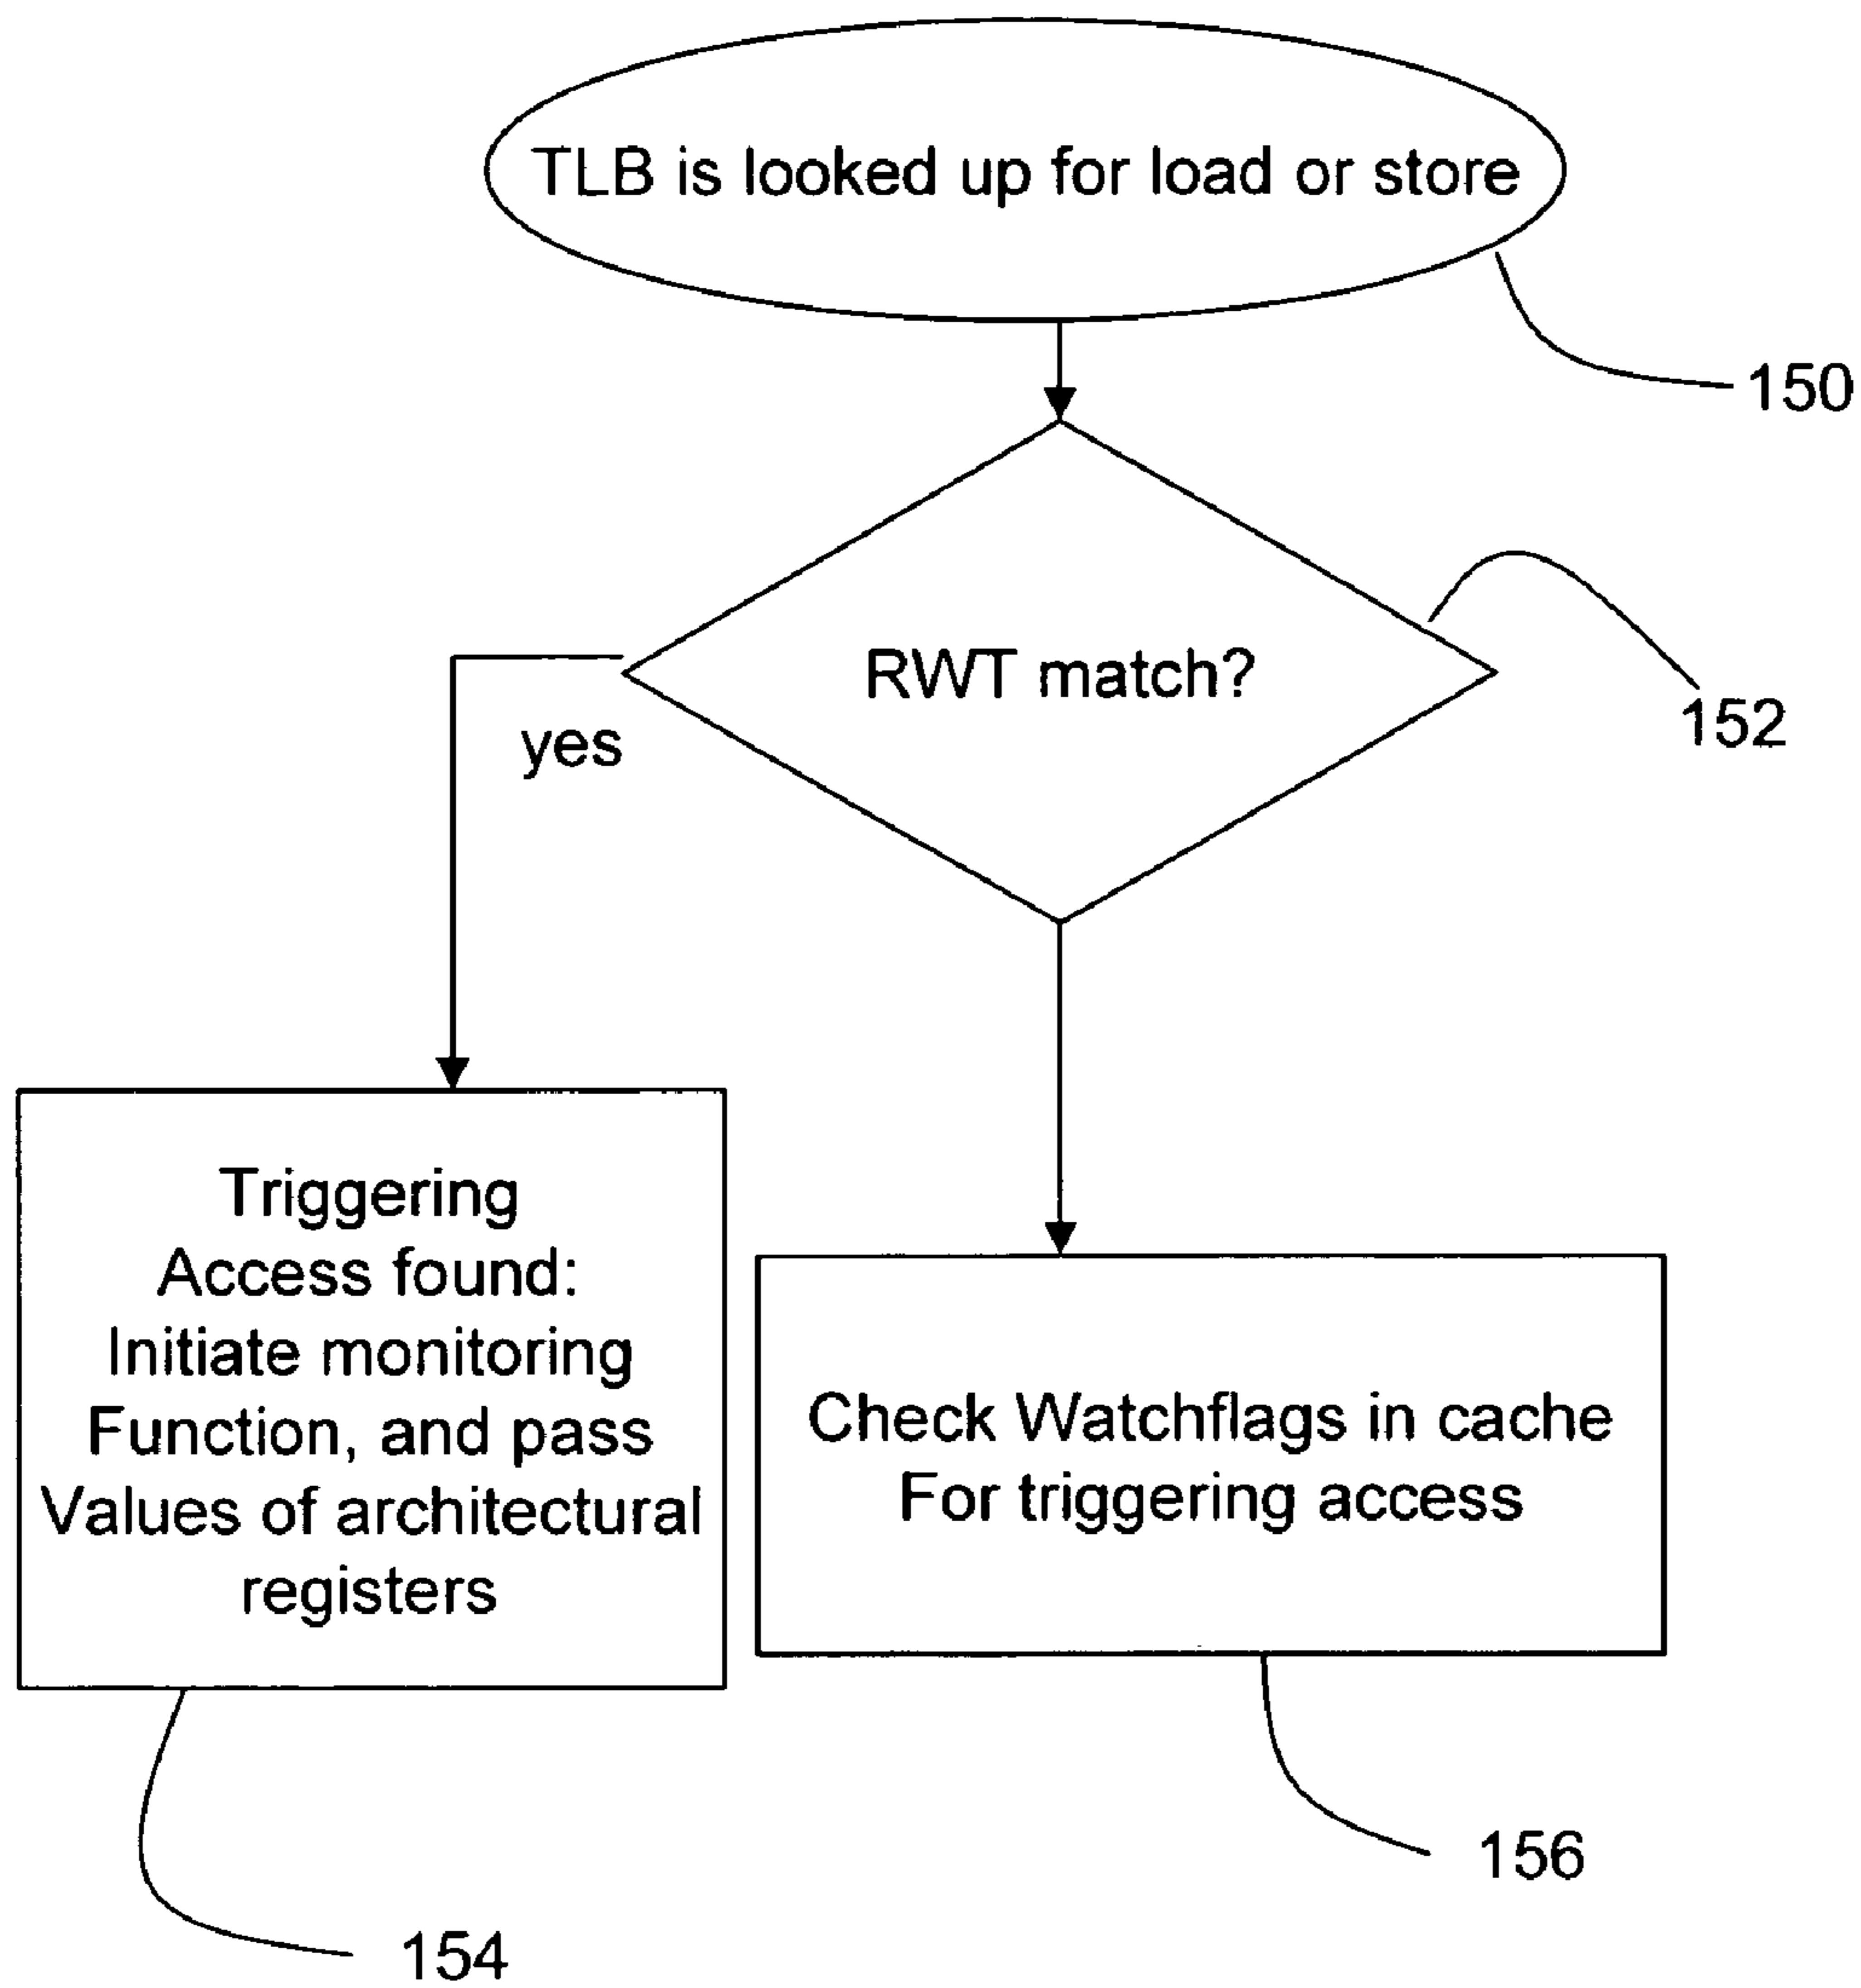 TLB is looked up for load or store
150
RWT match?
152
yes
Triggering
Access found:
Initiate monitoring
Function, and pass
Values of architectural
registers
Check Watchflags in cache
For triggering access
156
154